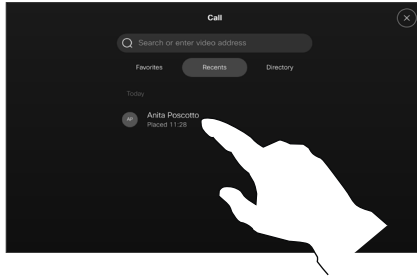 Call
Search or enter video address
Favorites Recents Directory
Today
AP
Anita Poscotto
Placed 11:28